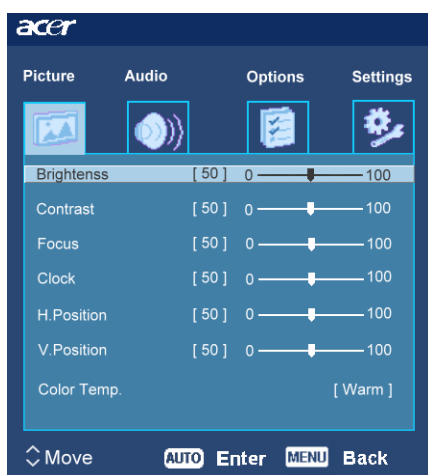 acer
Picture Audio Options Settings
Brightenss [ 50 ] 0 100
Contrast [ 50 ] 0 100
Focus [ 50 ] 0 100
Clock [ 50 ] 0 100
H.Position [ 50 ] 0 100
V.Position [ 50 ] 0 100
Color Temp. [ Warm ]
Move AUTO Enter MENU Back